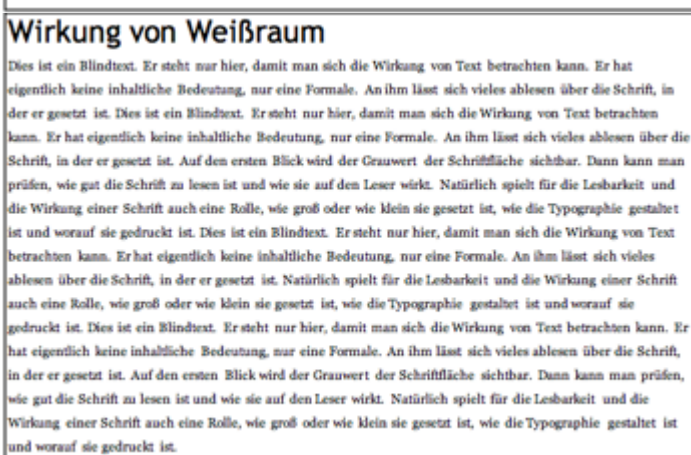 Wirkung von Weißraum
Dies ist ein Blindtext. Er steht nur hier, damit man sich die Wirkung von Text betrachten kann. Er hat
eigentlich keine inhaltliche Bedeutung, nur eine Formale. An ihm lässt sich vieles ablesen über die Schrift, in
der er gesetzt ist. Dies ist ein Blindtext. Er steht nur hier, damit man sich die Wirkung von Text betrachten
kann. Er hat eigentlich keine inhaltliche Bedeutung, nur eine Formale. An ihm lässt sich vieles ablesen über die
Schrift, in der er gesetzt ist. Auf den ersten Blick wird der Grauwert der Schriftfläche sichtbar. Dann kann man
prüfen, wie gut die Schrift zu lesen ist und wie sie auf den Leser wirkt. Natürlich spielt für die Lesbarkeit und
die Wirkung einer Schrift auch eine Rolle, wie groß oder wie klein sie gesetzt ist, wie die Typographie gestaltet
ist und worauf sie gedruckt ist. Dies ist ein Blindtext. Er steht nur hier, damit man sich die Wirkung von Text
betrachten kann. Er hat eigentlich keine inhaltliche Bedeutung, nur eine Formale. An ihm lässt sich vieles
ablesen über die Schrift, in der er gesetzt ist. Natürlich spielt für die Lesbarkeit und die Wirkung einer Schrift
auch eine Rolle, wie groß oder wie klein sie gesetzt ist, wie die Typographie gestaltet ist und worauf sie
gedruckt ist. Dies ist ein Blindtext. Er steht nur hier, damit man sich die Wirkung von Text betrachten kann. Er
hat eigentlich keine inhaltliche Bedeutung, nur eine Formale. An ihm lässt sich vieles ablesen über die Schrift,
in der er gesetzt ist. Auf den ersten Blick wird der Grauwert der Schriftfläche sichtbar. Dann kann man prüfen,
wie gut die Schrift zu lesen ist und wie sie auf den Leser wirkt. Natürlich spielt für die Lesbarkeit und die
Wirkung einer Schrift auch eine Rolle, wie groß oder wie klein sie gesetzt ist, wie die Typographie gestaltet ist
und worauf sie gedruckt ist.